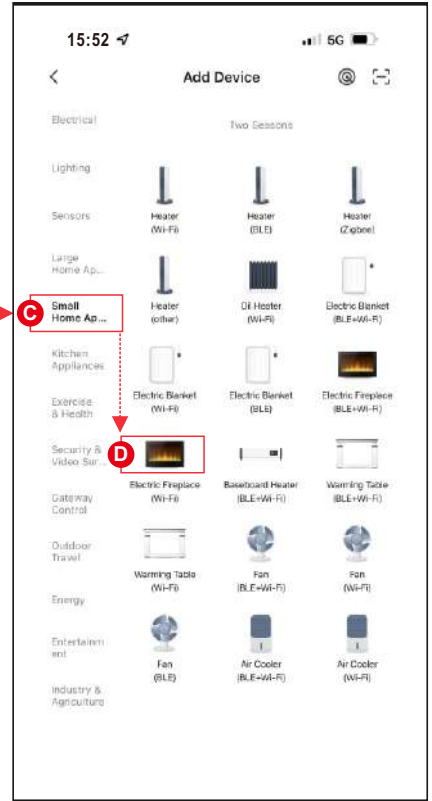 15:52
5G
Add Device
Electrical
Lighting
Sensors
Large
Home Ap...
C
Small
Home Ap...
Kitchen
Appliances
Exercise
& Health
Security &
Video Sur...
Gateway
Control
Outdoor
Travel
Energy
Entertainm
ent
Industry &
Agriculture
Two Seasons
Heater
(Wi-Fi)
Heater
(BLE)
Heater
(Zigbee)
Heater
(other)
Oil Heater
(Wi-Fi)
Electric Blanket
(BLE+Wi-Fi)
Electric Blanket
(Wi-Fi)
Electric Blanket
(BLE)
Electric Fireplace
(BLE+Wi-Fi)
D
Electric Fireplace
(Wi-Fi)
Baseboard Heater
(BLE+Wi-Fi)
Warming Table
(BLE+Wi-Fi)
Warming Table
(Wi-Fi)
Fan
(BLE+Wi-Fi)
Fan
(Wi-Fi)
Fan
(BLE)
Air Cooler
(BLE+Wi-Fi)
Air Cooler
(Wi-Fi)